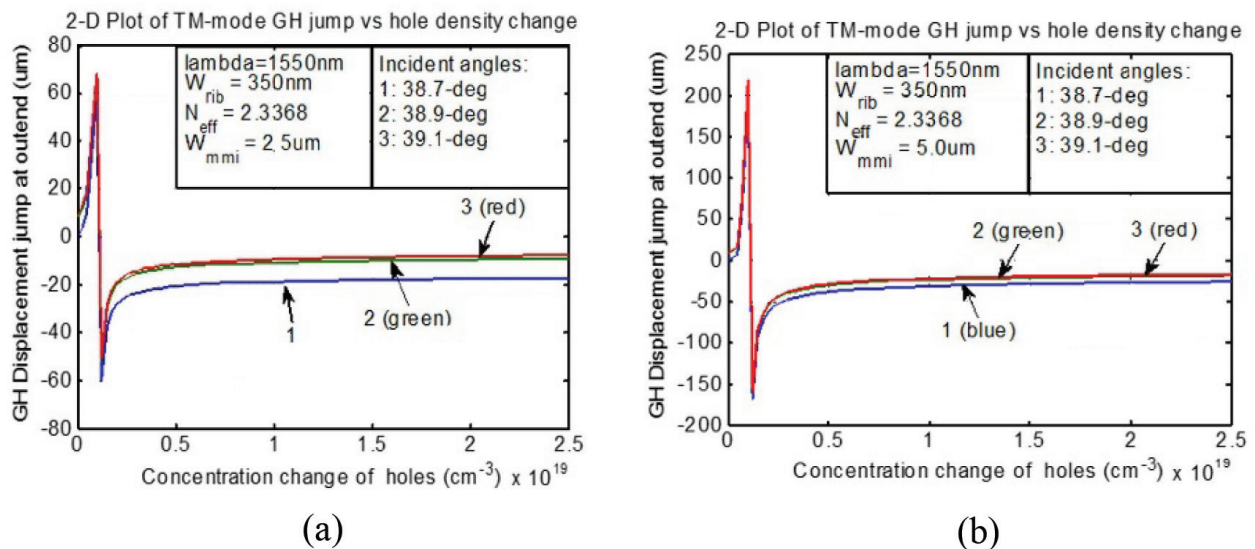 2-D Plot of TM-mode GH jump vs hole density change
GH Displacement jump at outend (um)
80
60
40
20
0
-20
-40
-60
-80
lambda=1550nm
W_rib = 350nm
N_eff = 2.3368
W_mmi = 2.5um
Incident angles:
1: 38.7-deg
2: 38.9-deg
3: 39.1-deg
3 (red)
2 (green)
1
0 0.5 1 1.5 2 2.5
Concentration change of holes (cm⁻³) x 10¹⁹
(a)
2-D Plot of TM-mode GH jump vs hole density change
GH Displacement jump at outend (um)
250
200
150
100
50
0
-50
-100
-150
-200
lambda=1550nm
W_rib = 350nm
N_eff = 2.3368
W_mmi = 5.0um
Incident angles:
1: 38.7-deg
2: 38.9-deg
3: 39.1-deg
2 (green)
3 (red)
1 (blue)
0 0.5 1 1.5 2 2.5
Concentration change of holes (cm⁻³) x 10¹⁹
(b)